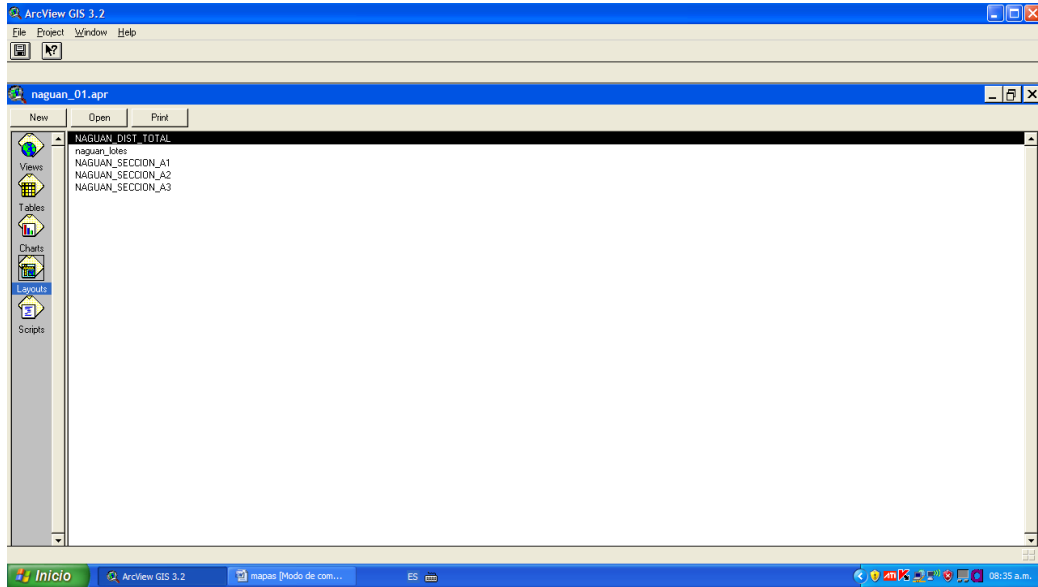 ArcView GIS 3.2
File Project Window Help
naguan_01.apr
New Open Print
NAGUAN_DIST_TOTAL
naguan_lotes
NAGUAN_SECCION_A1
NAGUAN_SECCION_A2
NAGUAN_SECCION_A3
Views
Tables
Charts
Layouts
Scripts
Inicio ArcView GIS 3.2 mapas [Modo de com... ES 08:35 a.m.